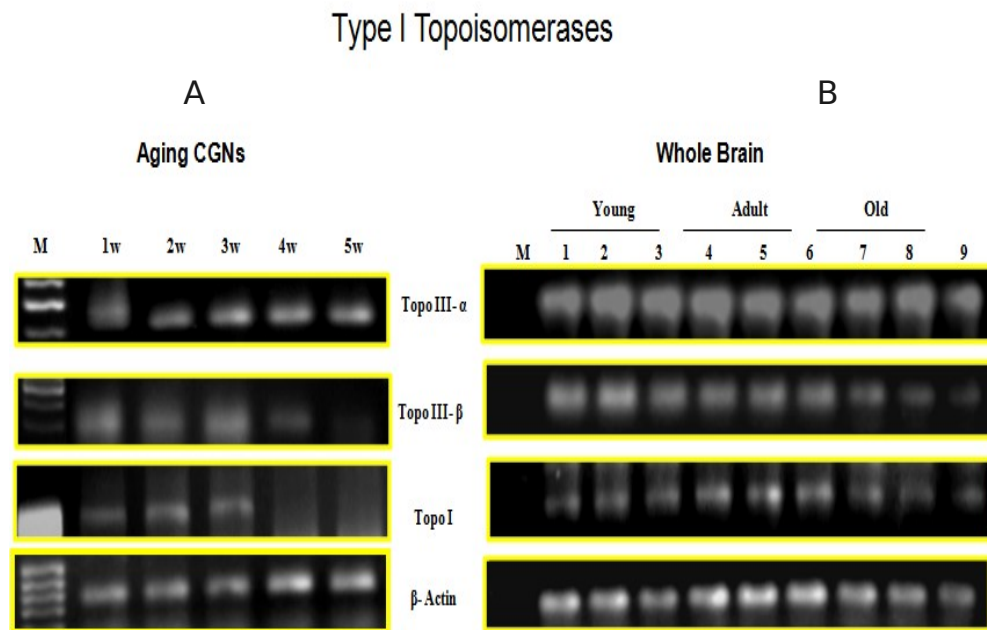 Type I Topoisomerases
A
B
Aging CGNs
Whole Brain
Young Adult Old
M 1w 2w 3w 4w 5w
M 1 2 3 4 5 6 7 8 9
Topo III- α
Topo III- β
Topo I
β- Actin